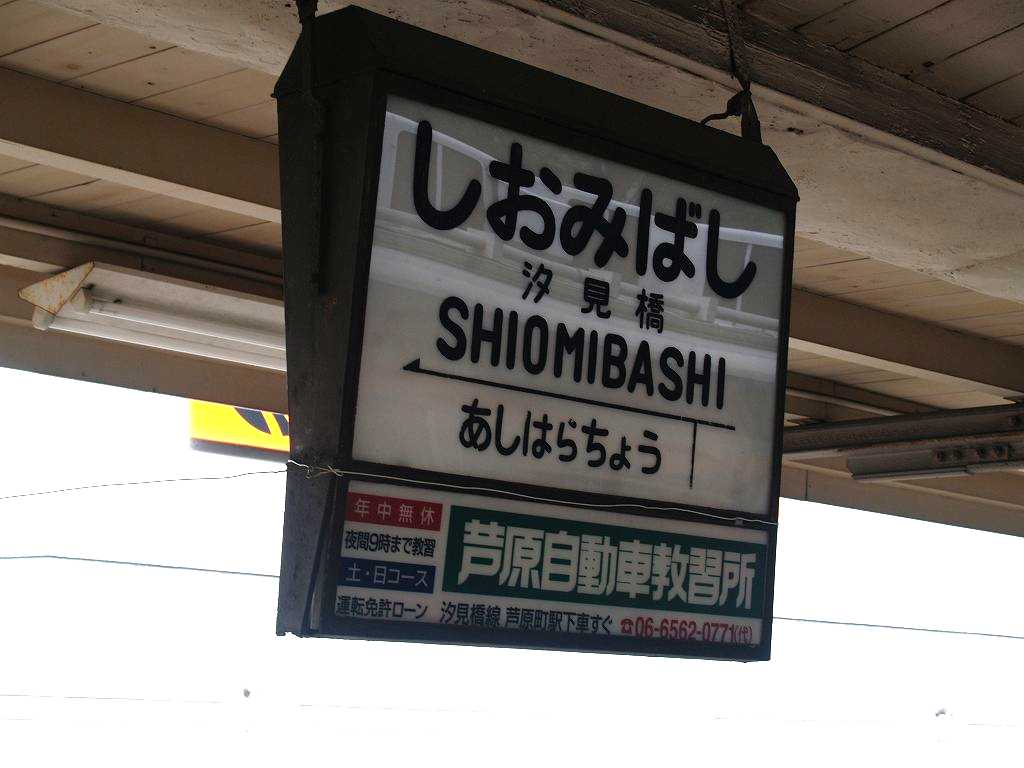 しおみばし
汐見橋
SHIOMIBASHI
あしはらちょう
年中無休
夜間9時まで教習
土・日コース
芦原自動車教習所
運転免許ローン 汐見橋線 芦原町駅下車すぐ ☎06-6562-0771(代)